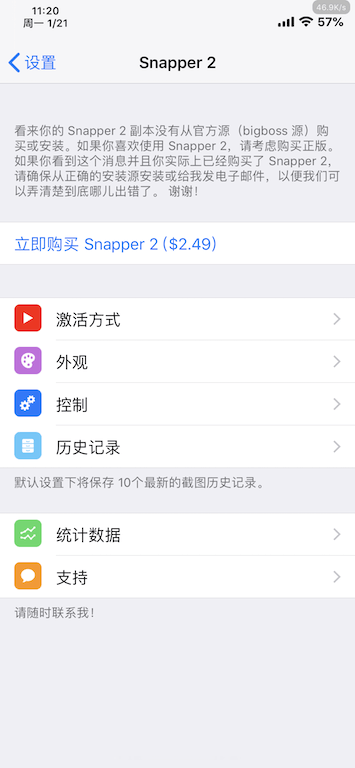 46.9K/s
11:20
周一 1/21
57%
设置
Snapper 2
看来你的 Snapper 2 副本没有从官方源（bigboss 源）购
买或安装。如果你喜欢使用 Snapper 2，请考虑购买正版。
如果你看到这个消息并且你实际上已经购买了 Snapper 2,
请确保从正确的安装源安装或给我发电子邮件，以便我们可
以弄清楚到底哪儿出错了。 谢谢！
立即购买 Snapper 2 ($2.49)
激活方式
外观
控制
历史记录
默认设置下将保存 10个最新的截图历史记录。
统计数据
支持
请随时联系我！